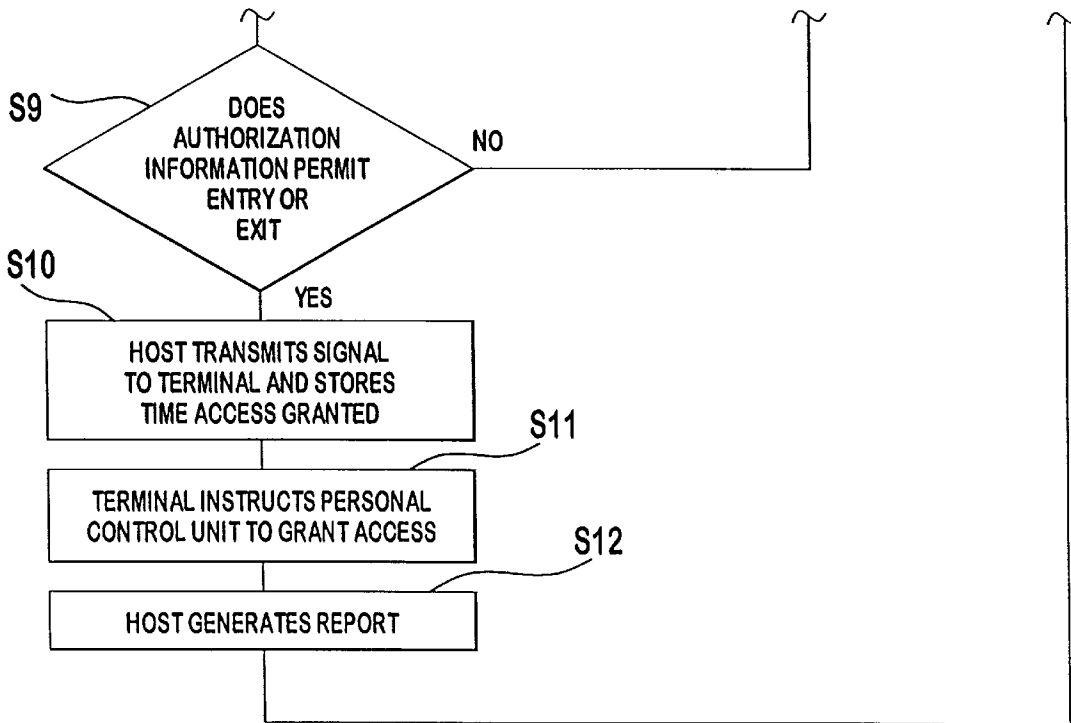 S9
DOES
AUTHORIZATION
INFORMATION PERMIT
ENTRY OR
EXIT
NO
S10
YES
HOST TRANSMITS SIGNAL
TO TERMINAL AND STORES
TIME ACCESS GRANTED
S11
TERMINAL INSTRUCTS PERSONAL
CONTROL UNIT TO GRANT ACCESS
S12
HOST GENERATES REPORT